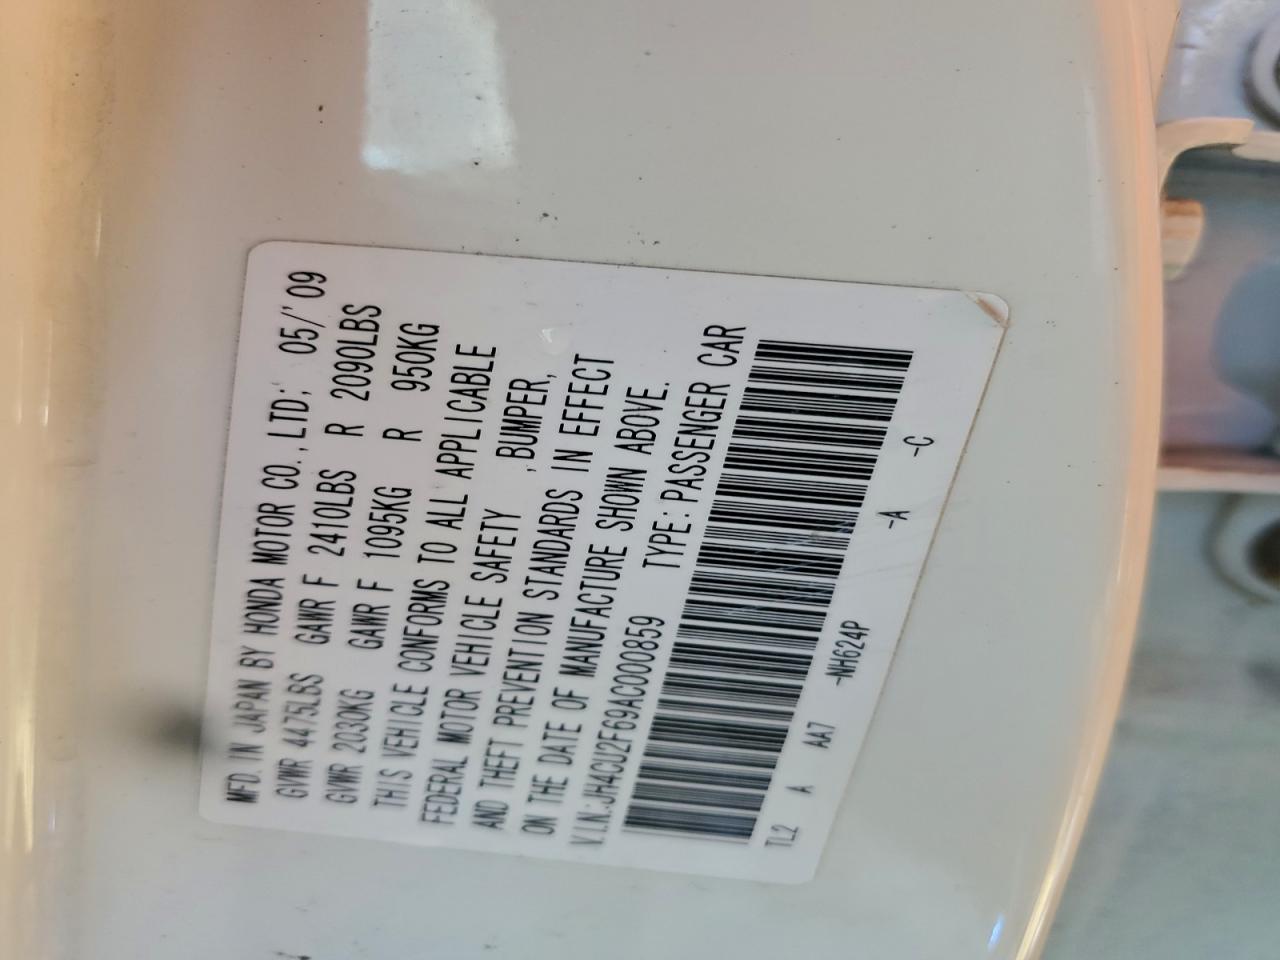 MFD. IN JAPAN BY HONDA MOTOR CO.,LTD; 05/'09
GVWR 4475LBS GAWR F 2410LBS R 2090LBS
GVWR 2030KG GAWR F 1095KG R 950KG
THIS VEHICLE CONFORMS TO ALL APPLICABLE
FEDERAL MOTOR VEHICLE SAFETY ,BUMPER,
AND THEFT PREVENTION STANDARDS IN EFFECT
ON THE DATE OF MANUFACTURE SHOWN ABOVE.
V.I.N.:JH4CU2F69AC000859 TYPE: PASSENGER CAR
TL2 A AA7 -NH624P -A -C